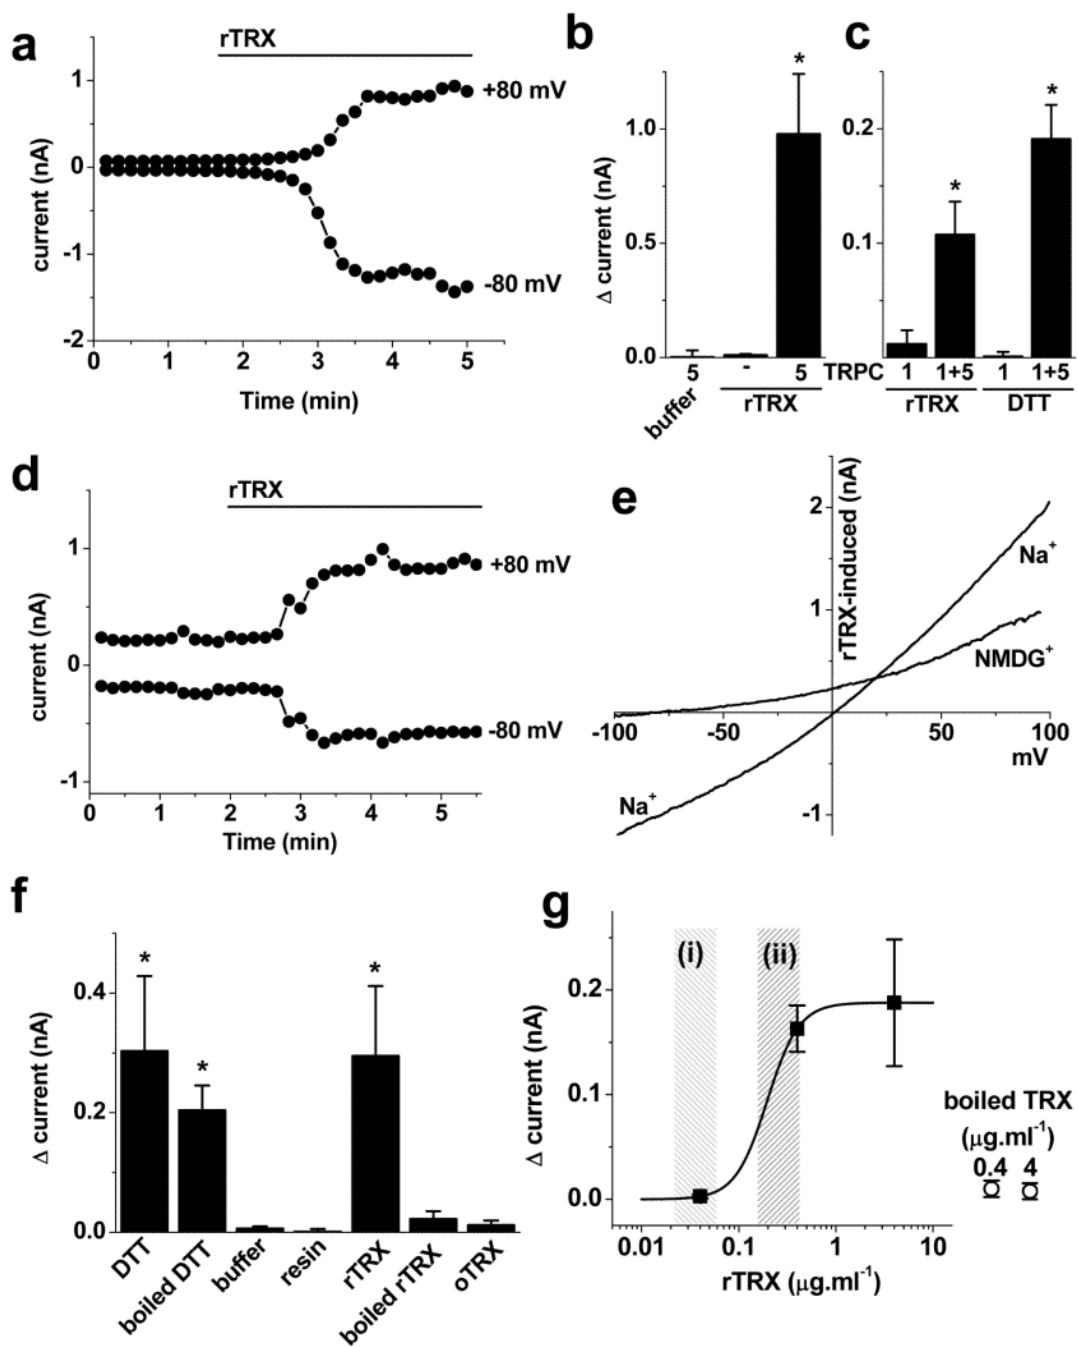 a
rTRX
1
0
-1
-2
current (nA)
+80 mV
-80 mV
0 1 2 3 4 5
Time (min)
b
Δ current (nA)
1.0
0.5
0.0
*
5 - 5
buffer
rTRX
c
0.2
0.1
*
*
TRPC 1 1+5 1 1+5
rTRX DTT
d
rTRX
1
0
-1
current (nA)
+80 mV
-80 mV
0 1 2 3 4 5
Time (min)
e
rTRX-induced (nA)
2
1
-1
Na⁺
NMDG⁺
Na⁺
-100 -50 50 100
mV
f
Δ current (nA)
0.4
0.2
0.0
*
*
*
DTT
boiled DTT
buffer
resin
rTRX
boiled rTRX
oTRX
g
Δ current (nA)
0.2
0.1
0.0
(i) (ii)
0.01 0.1 1 10
rTRX (μg.ml⁻¹)
boiled TRX
(μg.ml⁻¹)
0.4 4